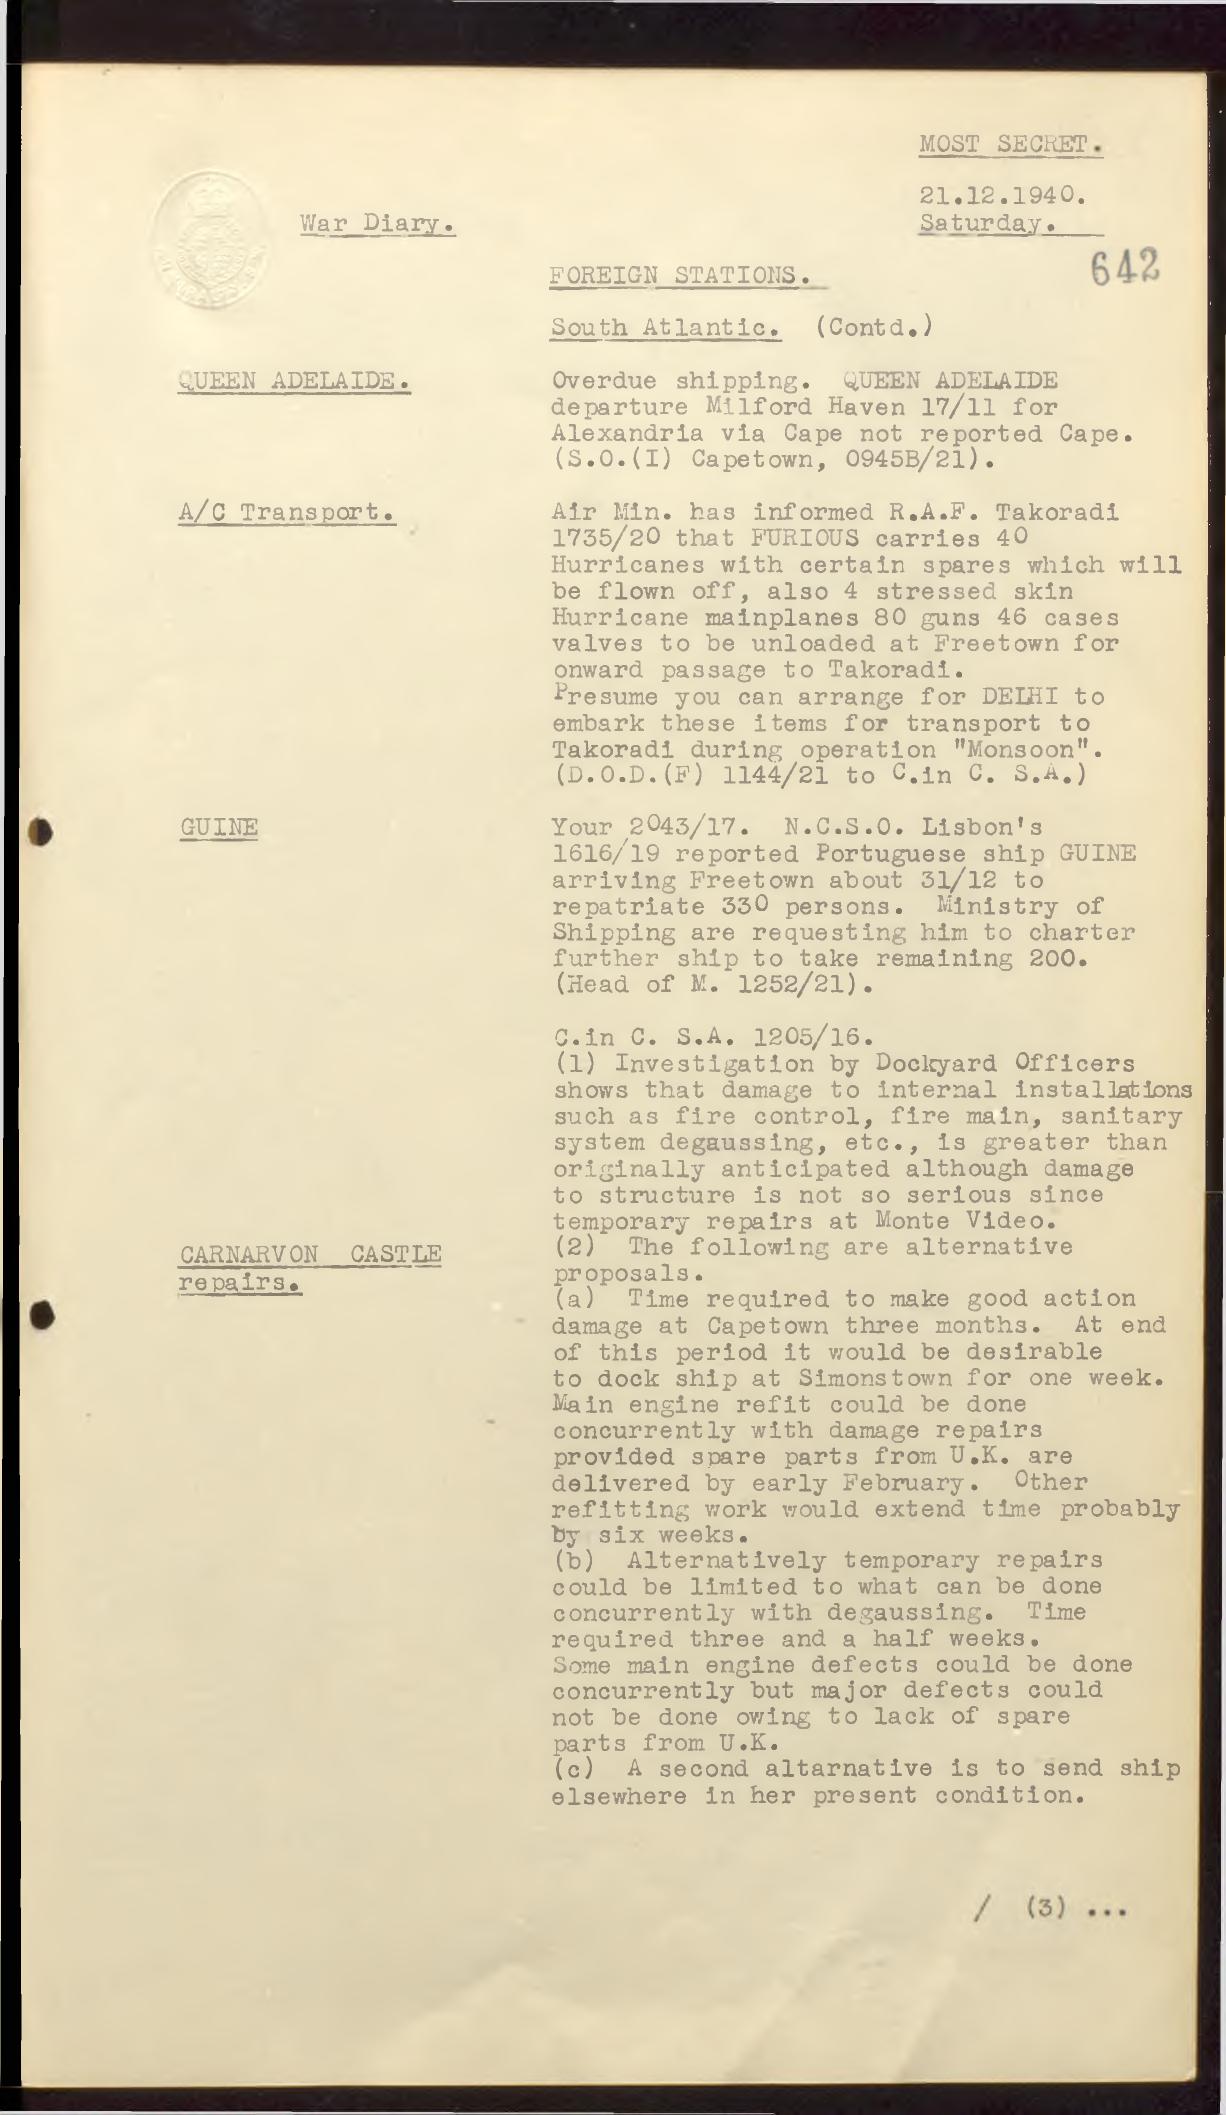 MOST SECRET.
21.12.1940.
War Diary.
Saturday.
642
FOREIGN STATIONS.
South Atlantic. (Contd.)
QUEEN ADELAIDE.
Overdue shipping. QUEEN ADELAIDE
departure Milford Haven 17/11 for
Alexandria via Cape not reported Cape.
(S.O.(I) Capetown, 0945B/21).
A/C Transport.
Air Min. has informed R.A.F. Takoradi
1735/20 that FURIOUS carries 40
Hurricanes with certain spares which will
be flown off, also 4 stressed skin
Hurricane mainplanes 80 guns 46 cases
valves to be unloaded at Freetown for
onward passage to Takoradi.
Presume you can arrange for DELHI to
embark these items for transport to
Takoradi during operation "Monsoon".
(D.O.D.(F) 1144/21 to C.in C. S.A.)
GUINE
Your 2043/17. N.C.S.O. Lisbon's
1616/19 reported Portuguese ship GUINE
arriving Freetown about 31/12 to
repatriate 330 persons. Ministry of
Shipping are requesting him to charter
further ship to take remaining 200.
(Head of M. 1252/21).
C.in C. S.A. 1205/16.
(1) Investigation by Dockyard Officers
shows that damage to internal installations
such as fire control, fire main, sanitary
system degaussing, etc., is greater than
originally anticipated although damage
to structure is not so serious since
temporary repairs at Monte Video.
CARNARVON CASTLE
repairs.
(2) The following are alternative
proposals.
(a) Time required to make good action
damage at Capetown three months. At end
of this period it would be desirable
to dock ship at Simonstown for one week.
Main engine refit could be done
concurrently with damage repairs
provided spare parts from U.K. are
delivered by early February. Other
refitting work would extend time probably
by six weeks.
(b) Alternatively temporary repairs
could be limited to what can be done
concurrently with degaussing. Time
required three and a half weeks.
Some main engine defects could be done
concurrently but major defects could
not be done owing to lack of spare
parts from U.K.
(c) A second altarnative is to send ship
elsewhere in her present condition.
/ (3) ...